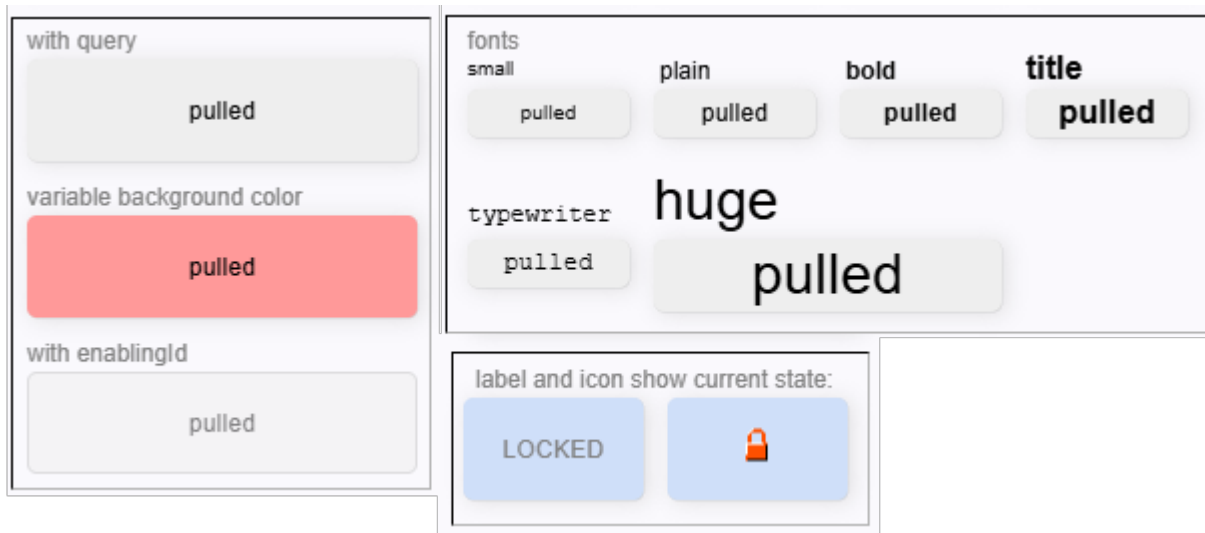 with query
pulled
variable background color
pulled
with enablingId
pulled
fonts
small plain bold title
pulled pulled pulled pulled
typewriter huge
pulled pulled
label and icon show current state:
LOCKED